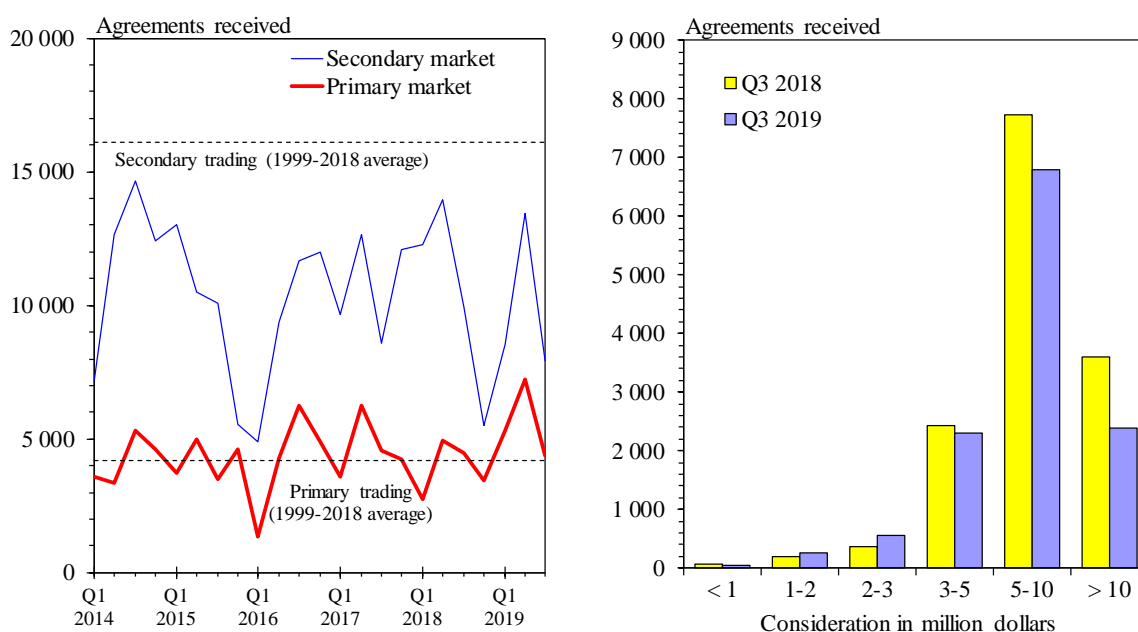 Agreements received
20 000
15 000
10 000
5 000
0
Secondary market
Primary market
Secondary trading (1999-2018 average)
Primary trading
(1999-2018 average)
Q1 Q1 Q1 Q1 Q1 Q1
2014 2015 2016 2017 2018 2019
Agreements received
9 000
8 000
7 000
6 000
5 000
4 000
3 000
2 000
1 000
0
Q3 2018
Q3 2019
< 1 1-2 2-3 3-5 5-10 > 10
Consideration in million dollars